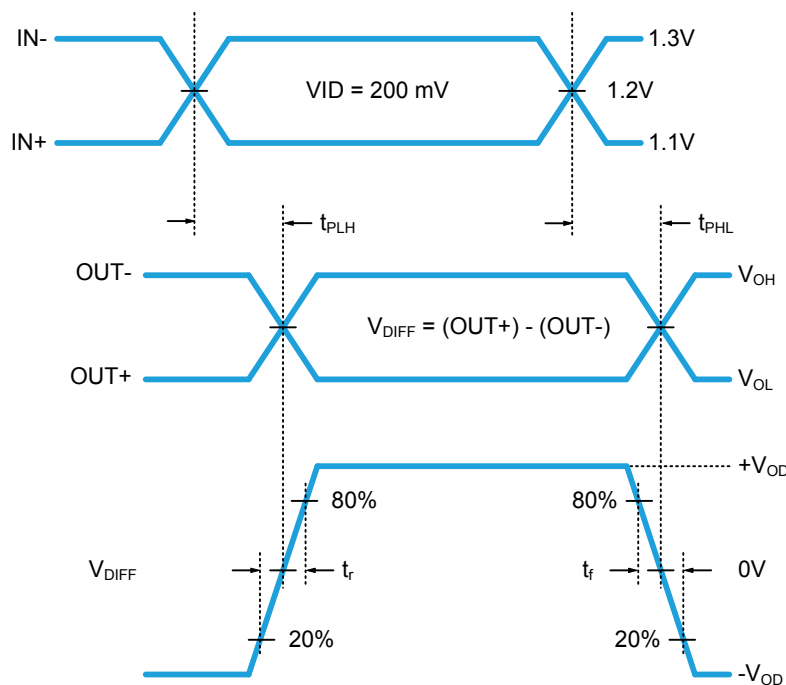 IN-
1.3V
VID = 200 mV
1.2V
IN+
1.1V
tPLH
tPHL
OUT-
VOH
VDIFF = (OUT+) - (OUT-)
OUT+
VOL
+VOD
80%
80%
VDIFF
tr
tf
0V
20%
20%
-VOD